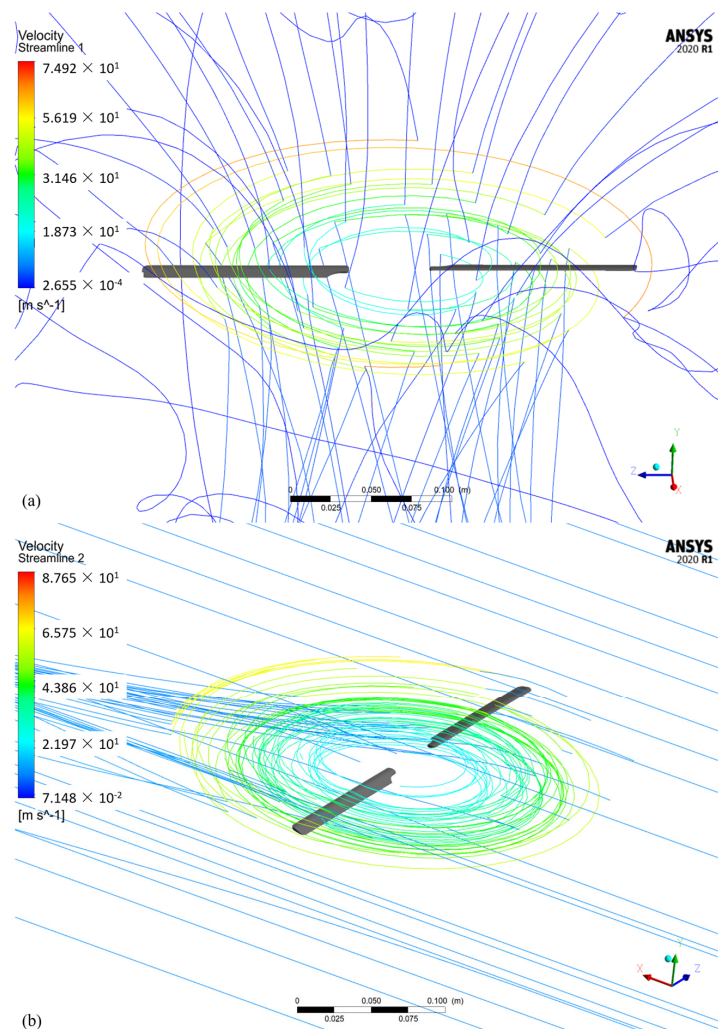 Velocity
Streamline 1
7.492 × 10¹
5.619 × 10¹
3.146 × 10¹
1.873 × 10¹
2.655 × 10⁻⁴
[m s^-1]
ANSYS
2020 R1
Y
Z
X
0 0.050 0.100 (m)
0.025 0.075
(a)
Velocity
Streamline 2
8.765 × 10¹
6.575 × 10¹
4.386 × 10¹
2.197 × 10¹
7.148 × 10⁻²
[m s^-1]
ANSYS
2020 R1
Y
X
Z
0 0.050 0.100 (m)
0.025 0.075
(b)